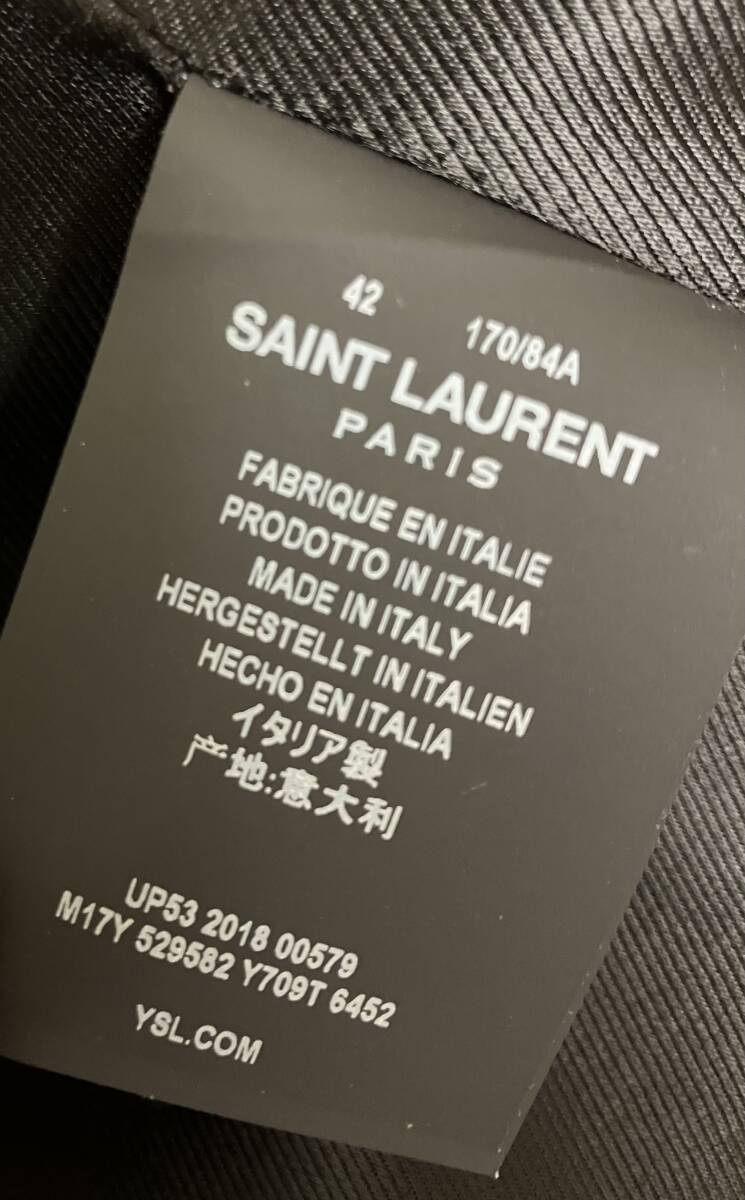 42 170/84A
SAINT LAURENT
PARIS
FABRIQUE EN ITALIE
PRODOTTO IN ITALIA
MADE IN ITALY
HERGESTELLT IN ITALIEN
HECHO EN ITALIA
イタリア製
产地:意大利
UP53 2018 00579
M17Y 529582 Y709T 6452
YSL.COM